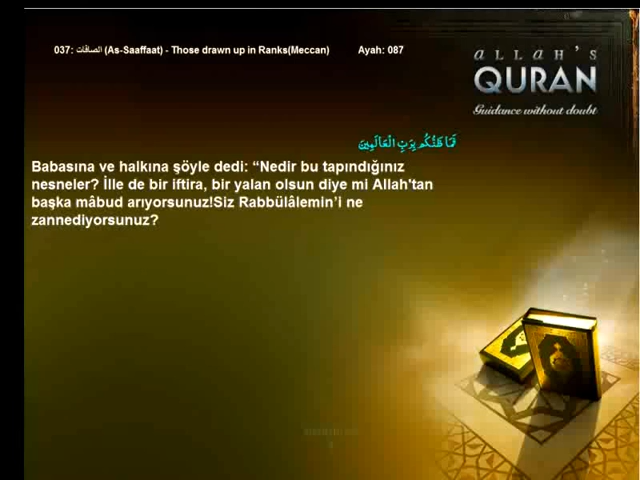 037: الصافات (As-Saaffaat) - Those drawn up in Ranks(Meccan) Ayah: 087
ALLAH'S
QURAN
Guidance without doubt
فَمَا ظَنُّكُم بِرَبِّ الْعَالَمِينَ
Babasına ve halkına şöyle dedi: “Nedir bu tapındığınız
nesneler? İlle de bir iftira, bir yalan olsun diye mi Allah'tan
başka mâbud arıyorsunuz!Siz Rabbülâlemin’i ne
zannediyorsunuz?